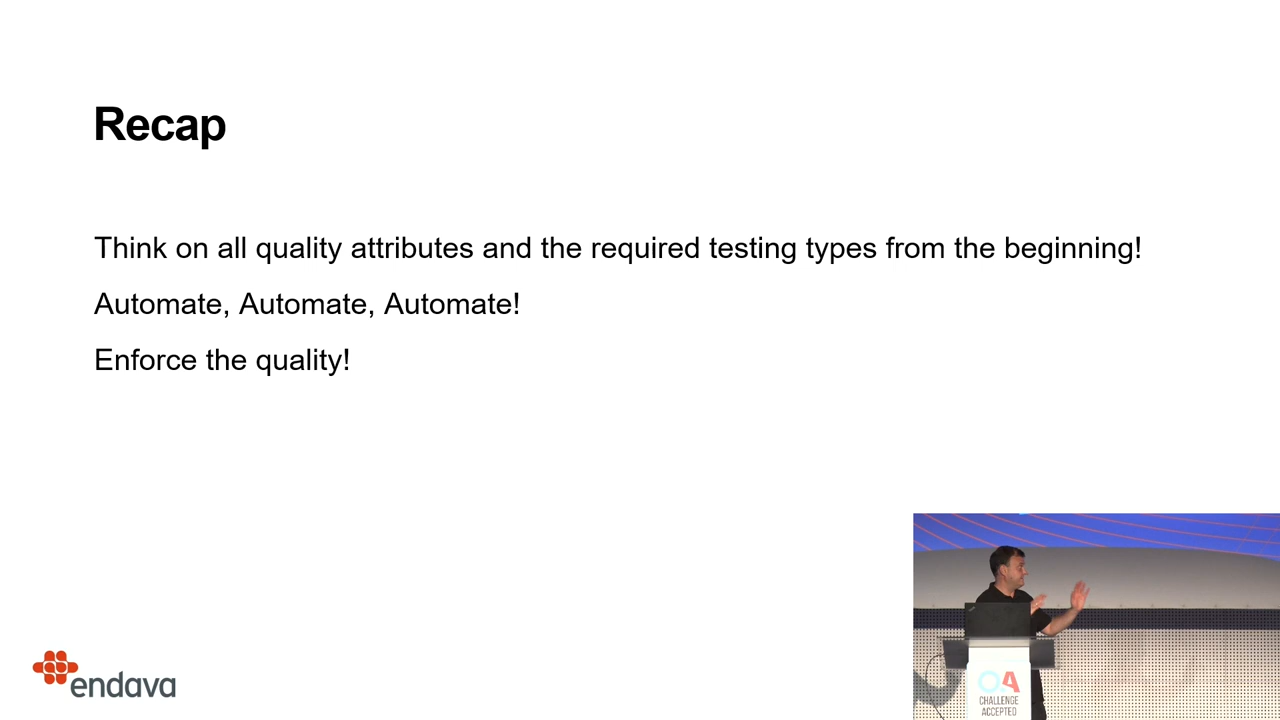 Recap
Think on all quality attributes and the required testing types from the beginning!
Automate, Automate, Automate!
Enforce the quality!
endava
QA
CHALLENGE
ACCEPTED